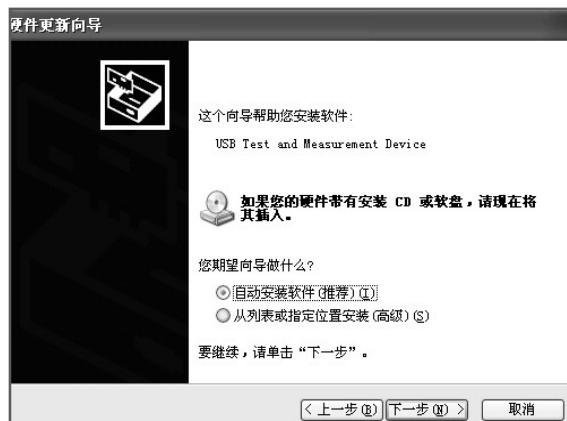 硬件更新向导
这个向导帮助您安装软件:
USB Test and Measurement Device
如果您的硬件带有安装 CD 或软盘，请现在将
其插入。
您期望向导做什么?
自动安装软件(推荐)(I)
从列表或指定位置安装(高级)(S)
要继续，请单击“下一步”。
< 上一步(B) 下一步(N) > 取消